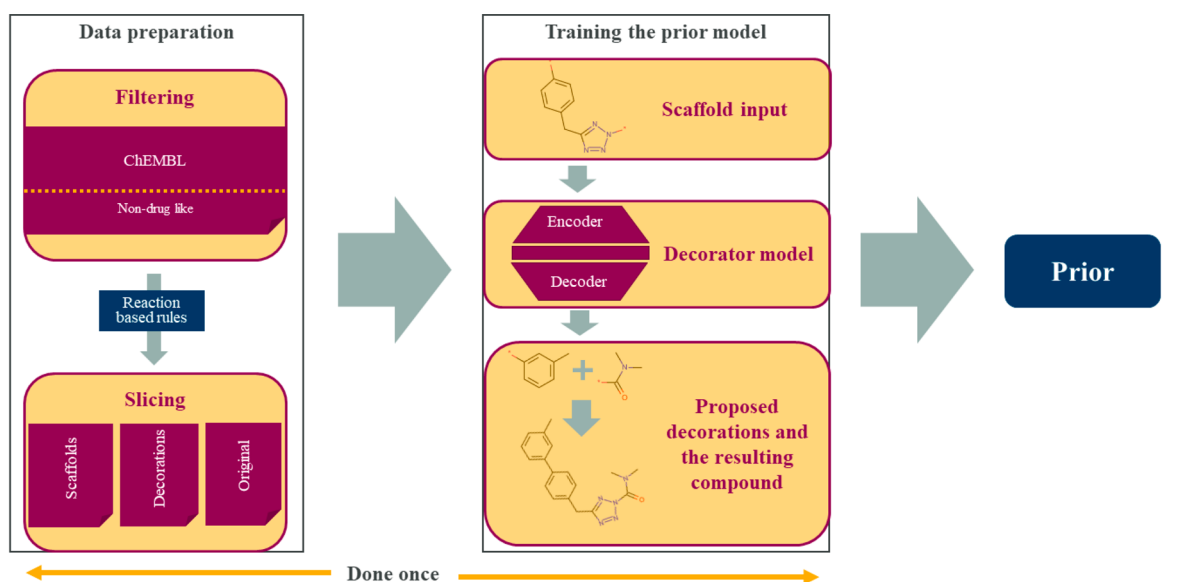 Data preparation
Filtering
ChEMBL
Non-drug like
Reaction
based rules
Slicing
Scaffolds
Decorations
Original
Training the prior model
Scaffold input
N
N
N
N
Encoder
Decoder
Decorator model
+
N
O
N
O
N
N
N
N
Proposed
decorations and
the resulting
compound
Prior
Done once